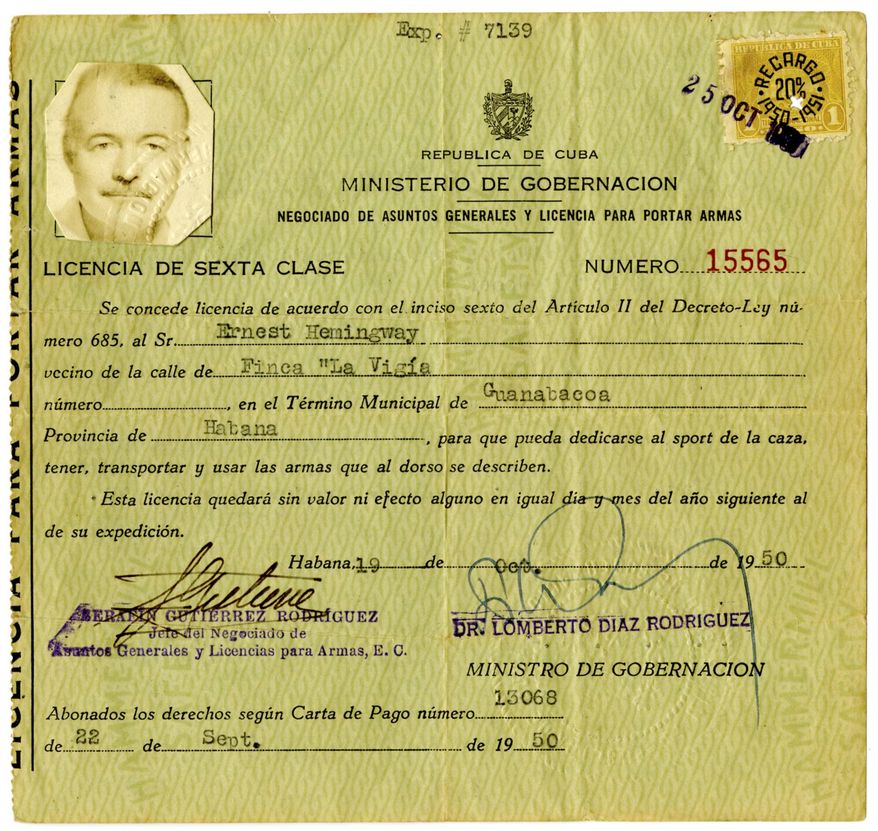 Exp. # 7139
REPUBLICA DE CUBA
RECARGO
20%
1950-1951
1
25 OCT
REPUBLICA DE CUBA
MINISTERIO DE GOBERNACION
NEGOCIADO DE ASUNTOS GENERALES Y LICENCIA PARA PORTAR ARMAS
LICENCIA DE SEXTA CLASE
NUMERO 15565
Se concede licencia de acuerdo con el inciso sexto del Artículo II del Decreto-Ley nú-
mero 685, al Sr. Ernest Hemingway
vecino de la calle de Finca "La Vigía
número, en el Término Municipal de Guanabacoa
Provincia de Habana, para que pueda dedicarse al sport de la caza,
tener, transportar y usar las armas que al dorso se describen.
Esta licencia quedará sin valor ni efecto alguno en igual día y mes del año siguiente al
de su expedición.
Habana, 19 de Oct. de 1950
SERAFIN GUTIERREZ RODRÍGUEZ
Jefe del Negociado de
Asuntos Generales y Licencias para Armas, E. C.
DR. LOMBERTO DIAZ RODRIGUEZ
MINISTRO DE GOBERNACION
Abonados los derechos según Carta de Pago número 13068
de 22 de Sept. de 1950
LICENCIA PARA PORTAR ARMAS